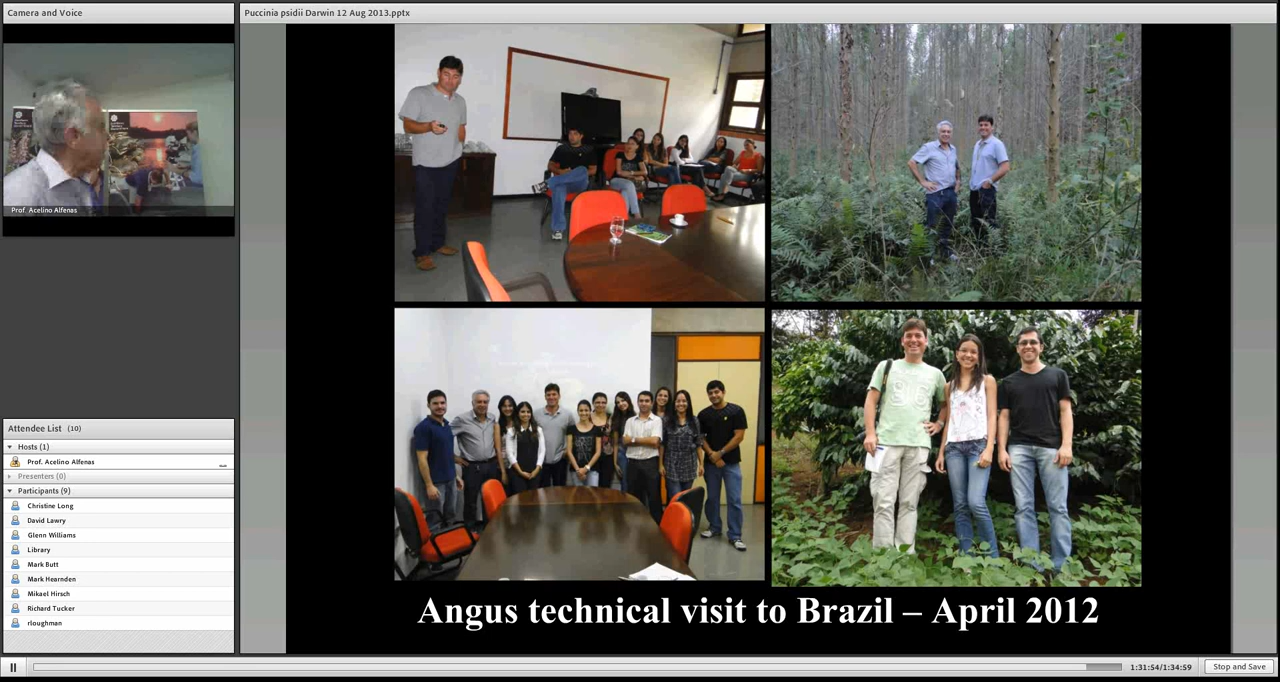 Camera and Voice
Puccinia psidii Darwin 12 Aug 2013.pptx
Prof. Acelino Alfenas
Attendee List (10)
Hosts (1)
Prof. Acelino Alfenas
Presenters (0)
Participants (9)
Christine Long
David Lawry
Glenn Williams
Library
Mark Butt
Mark Hearnden
Mikael Hirsch
Richard Tucker
rloughman
Angus technical visit to Brazil – April 2012
1:31:54/1:34:59
Stop and Save